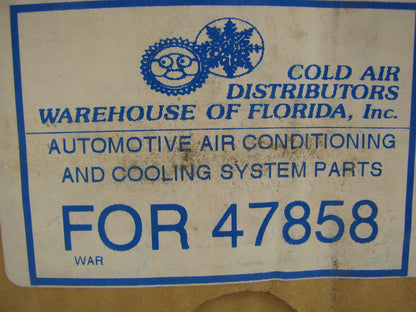 COLD AIR
DISTRIBUTORS
WAREHOUSE OF FLORIDA, Inc.
AUTOMOTIVE AIR CONDITIONING
AND COOLING SYSTEM PARTS
FOR 47858
WAR